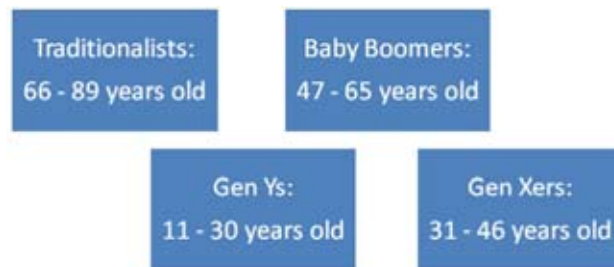 Traditionalists:
66 - 89 years old
Baby Boomers:
47 - 65 years old
Gen Ys:
11 - 30 years old
Gen Xers:
31 - 46 years old